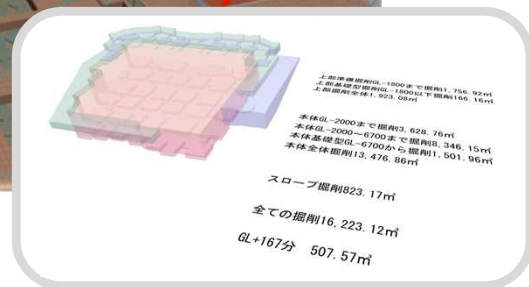 上部準備掘削GL-1800まで掘削1,756.92㎥
上部基礎型掘削GL-1800以下掘削166.16㎥
上部掘削全体1,923.08㎥
本体GL-2000まで掘削3,628.76㎥
本体GL-2000〜6700まで掘削8,346.15㎥
本体基礎型GL-6700から掘削1,501.96㎥
本体全体掘削13,476.86㎥
スロープ掘削823.17㎥
全ての掘削16,223.12㎥
GL+167分 507.57㎥